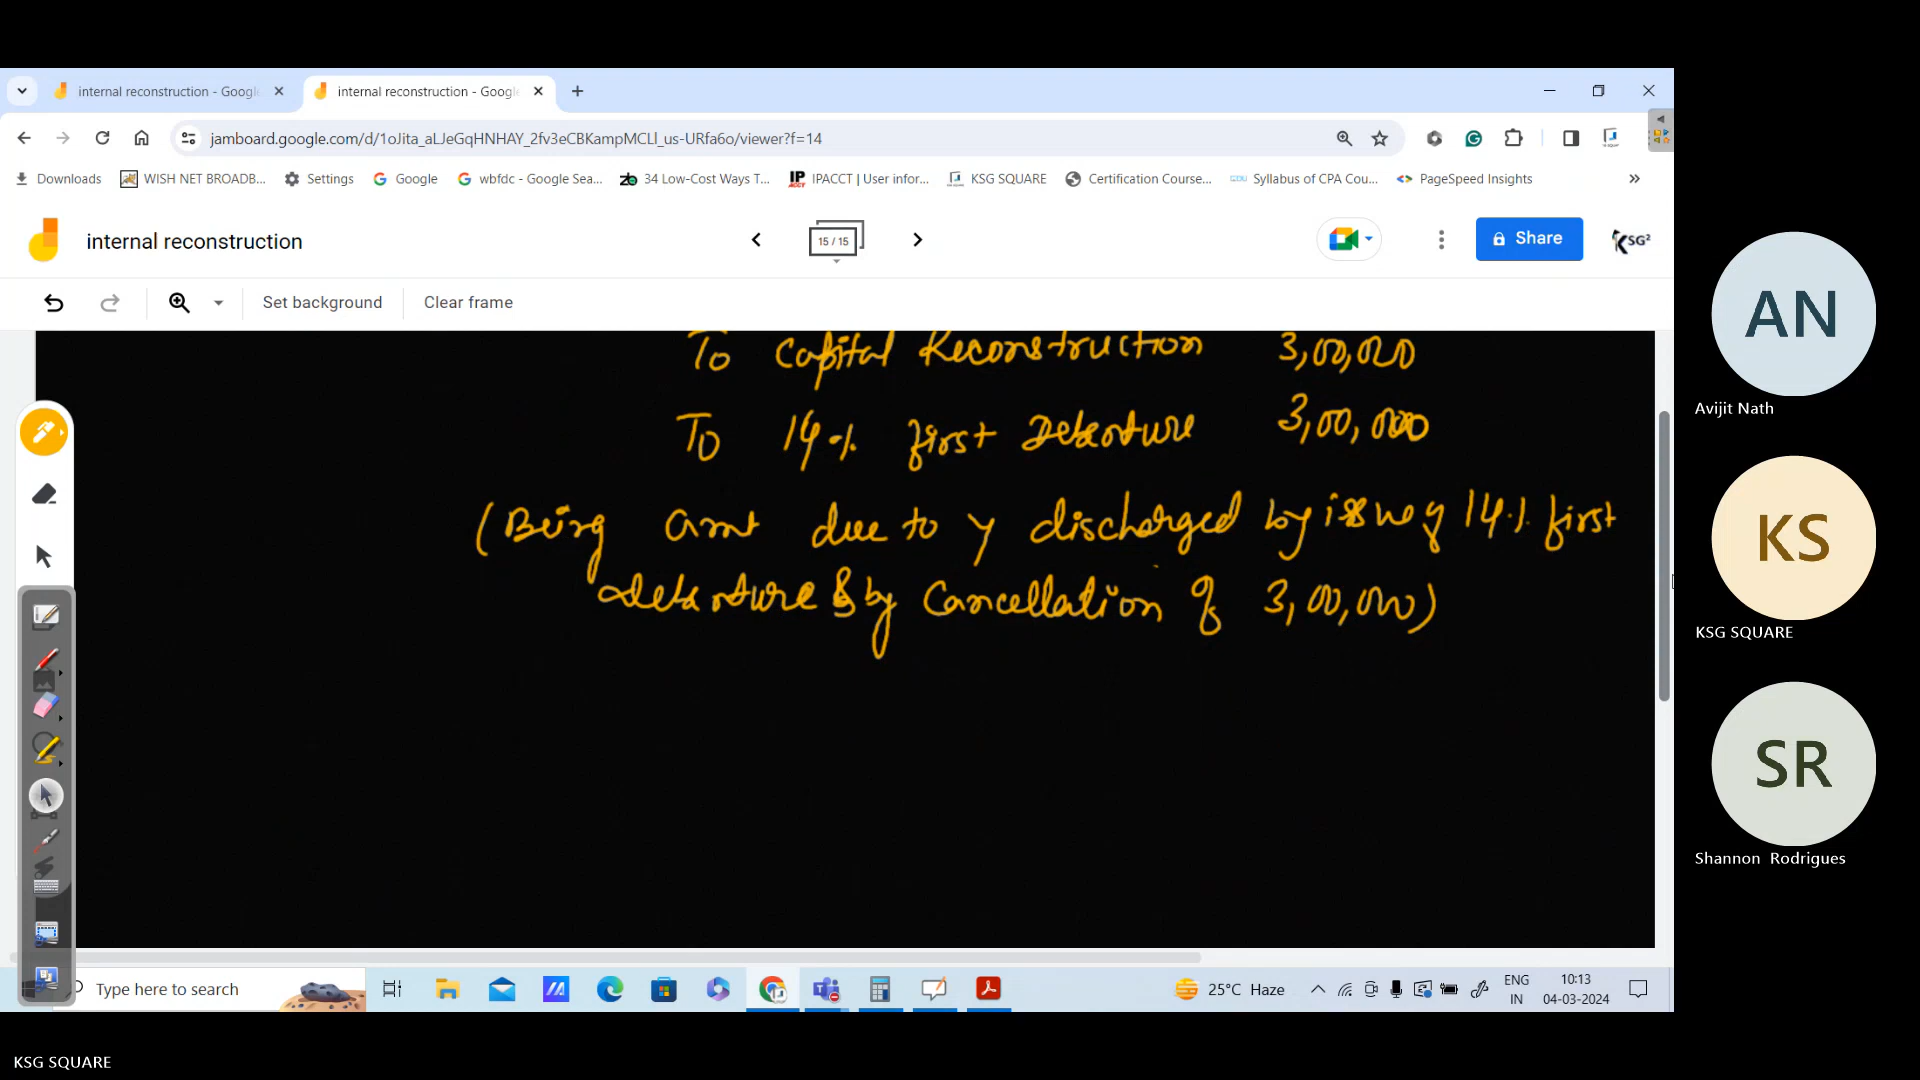 internal reconstruction - Googl
internal reconstruction - Google
jamboard.google.com/d/1oJita_aLJeGqHNHAY_2fv3eCBKampMCLl_us-URfa6o/viewer?f=14
Downloads
WISH NET BROADB...
Settings
Google
wbfdc - Google Sea...
34 Low-Cost Ways T...
IPACCT | User infor...
KSG SQUARE
Certification Course...
Syllabus of CPA Cou...
PageSpeed Insights
internal reconstruction
15 / 15
Share
KSG²
Set background
Clear frame
To Capital Reconstruction 3,00,000
To 14% first Debenture 3,00,000
(Being amt due to y discharged by issue of 14% first
Debenture & by Cancellation of 3,00,000)
AN
Avijit Nath
KS
KSG SQUARE
SR
Shannon Rodrigues
Type here to search
25°C Haze
ENG
IN
10:13
04-03-2024
KSG SQUARE